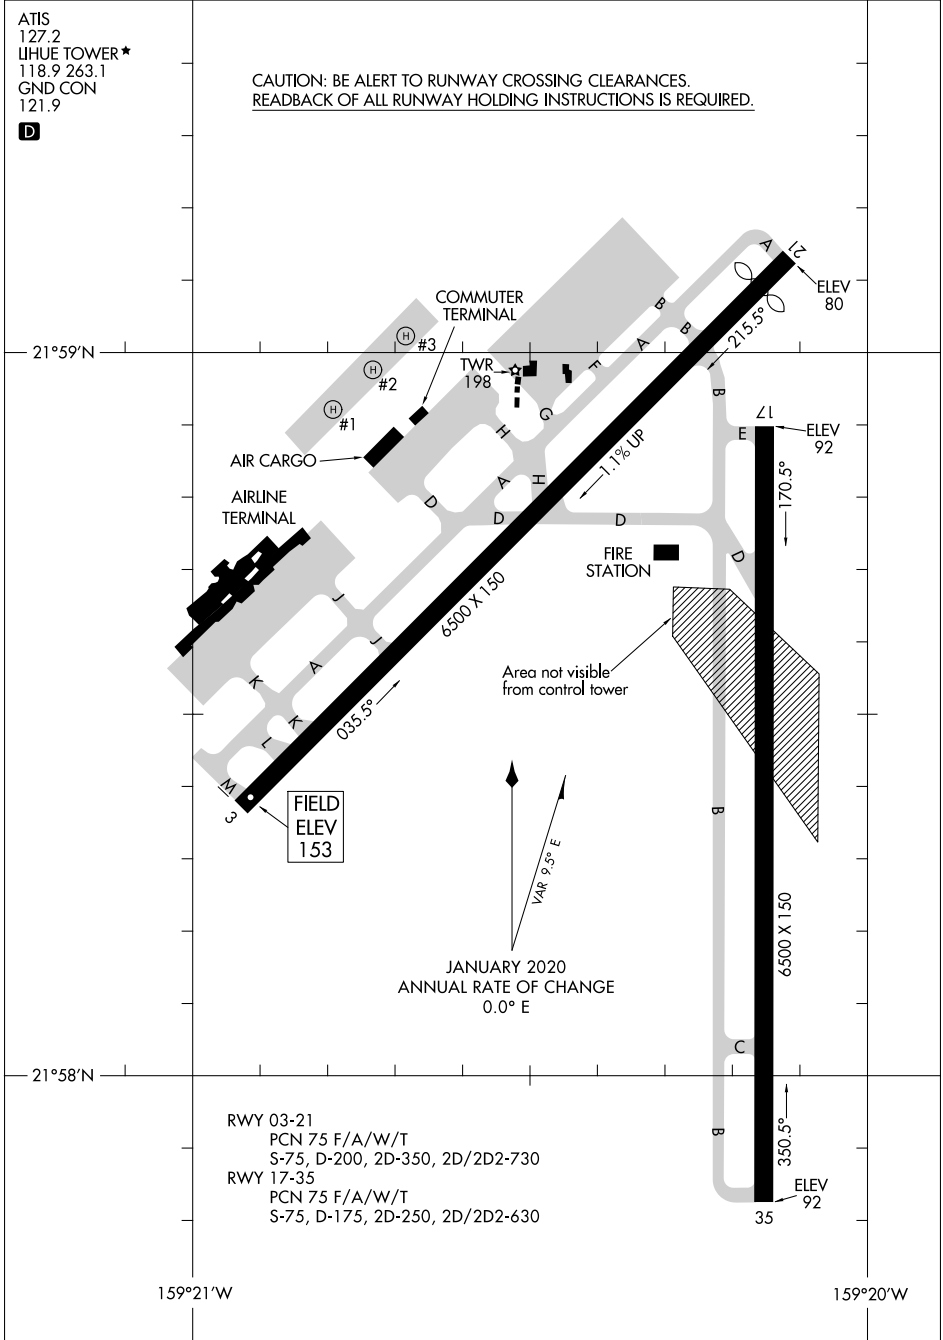 ATIS
127.2
LIHUE TOWER★
118.9 263.1
GND CON
121.9
D
CAUTION: BE ALERT TO RUNWAY CROSSING CLEARANCES.
READBACK OF ALL RUNWAY HOLDING INSTRUCTIONS IS REQUIRED.
A
21
ELEV
80
215.5°
B
B
A
F
COMMUTER
TERMINAL
H
#3
H
#2
H
#1
21°59'N
TWR
198
G
H
H
A
D
D
D
1.1% UP
B
E
17
ELEV
92
170.5°
D
AIR CARGO
AIRLINE
TERMINAL
FIRE
STATION
6500 X 150
J
J
A
K
K
L
M
3
035.5°
Area not visible
from control tower
FIELD
ELEV
153
VAR 9.5° E
JANUARY 2020
ANNUAL RATE OF CHANGE
0.0° E
B
6500 X 150
C
21°58'N
B
350.5°
ELEV
92
35
RWY 03-21
PCN 75 F/A/W/T
S-75, D-200, 2D-350, 2D/2D2-730
RWY 17-35
PCN 75 F/A/W/T
S-75, D-175, 2D-250, 2D/2D2-630
159°21'W
159°20'W